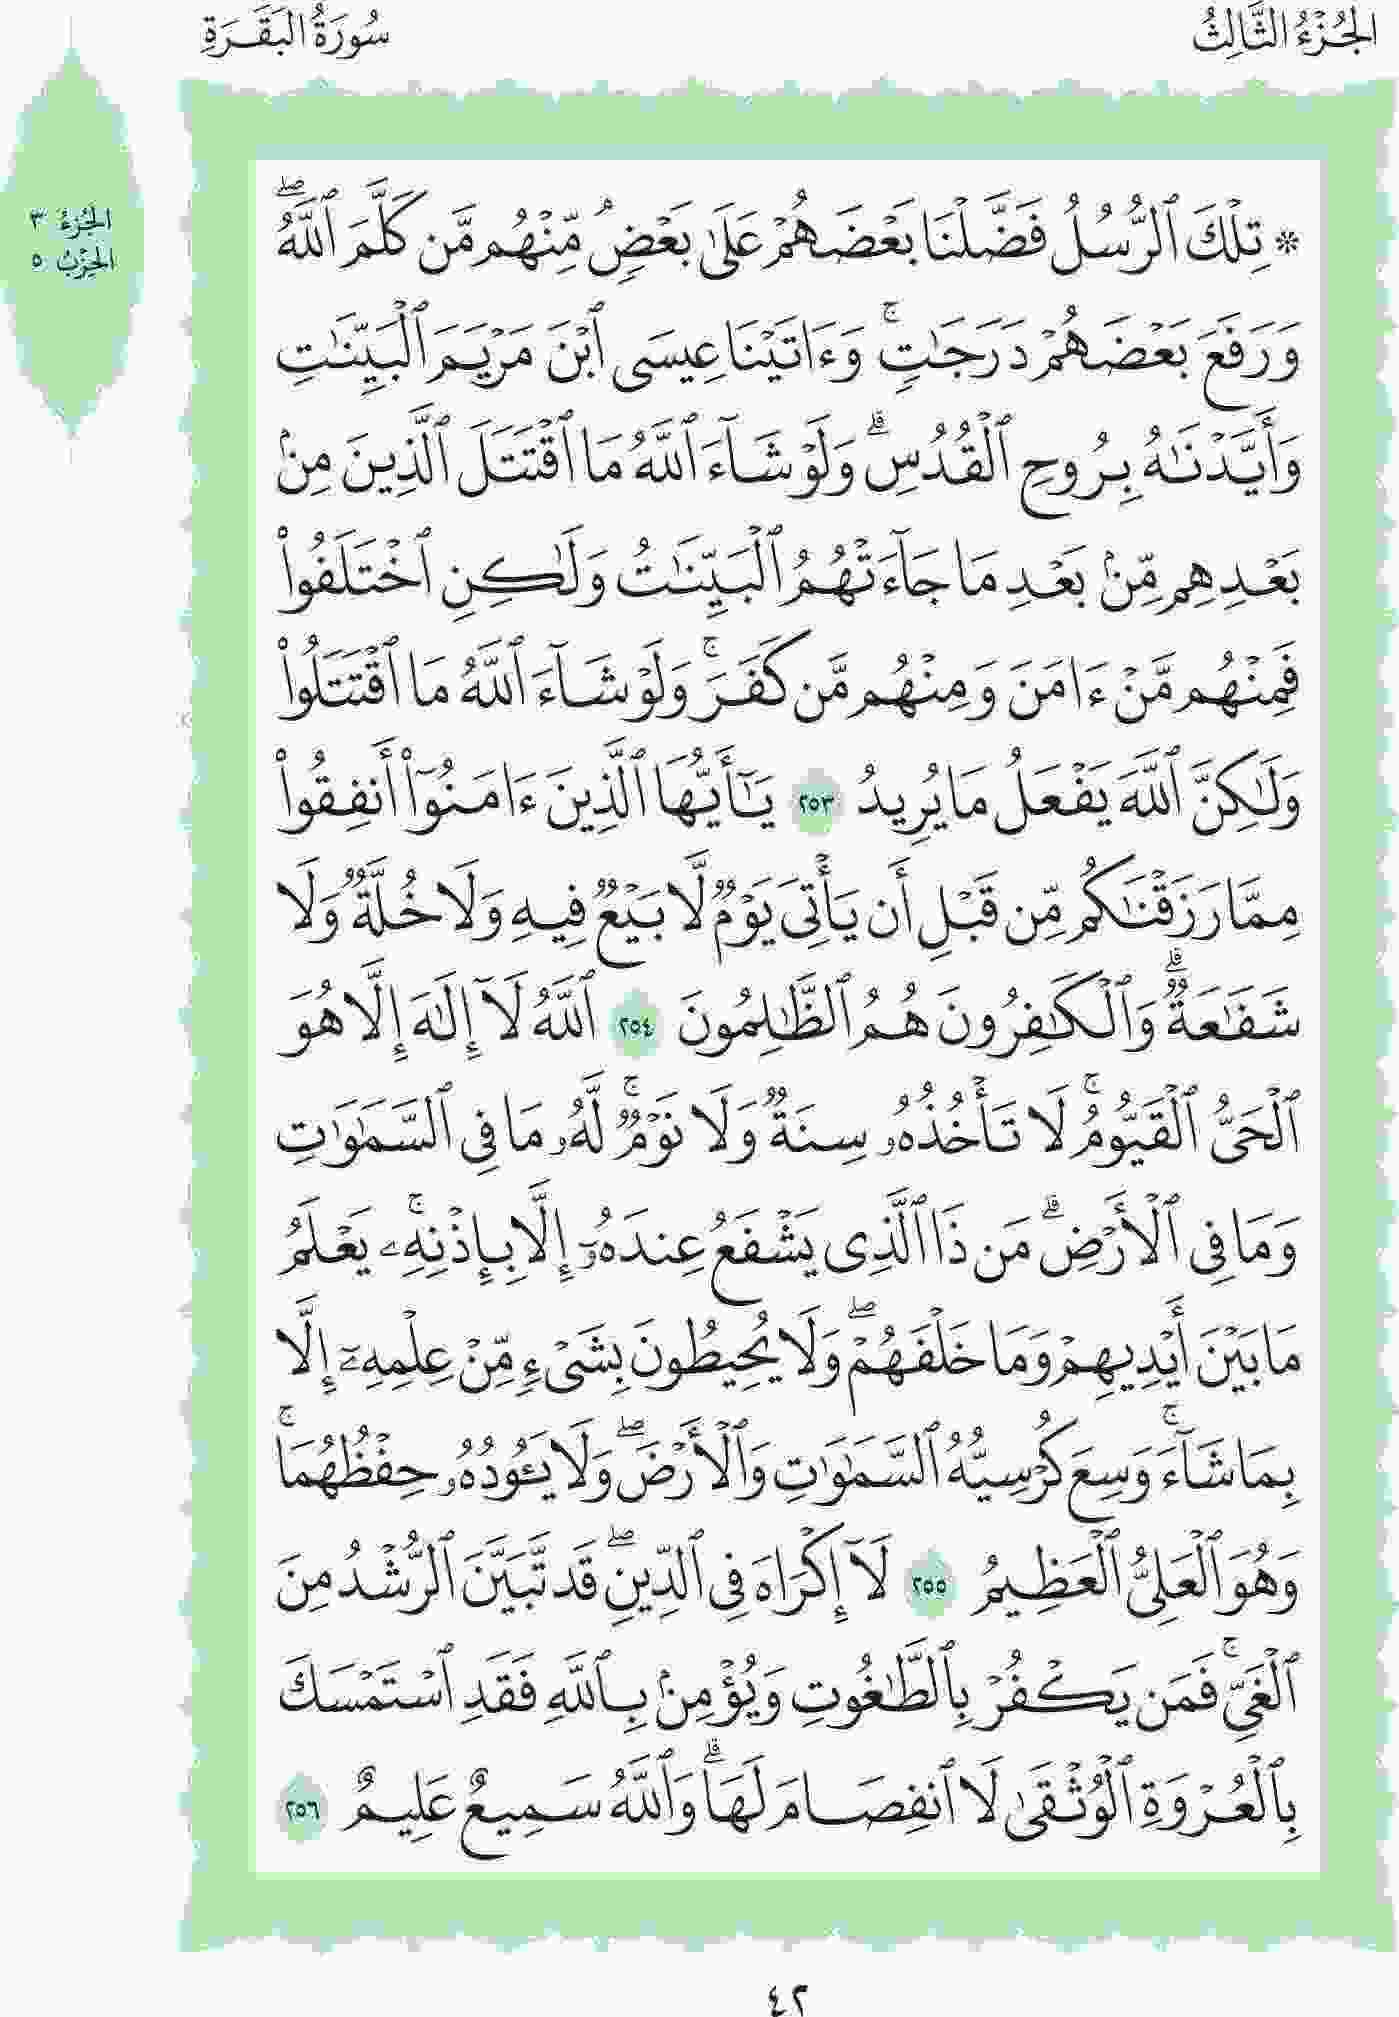 الجُزْءُ الثَّالِثُ
سُورَةُ البَقَرَةِ
الجُزءُ ٣
الحِزْبُ ٥
* تِلْكَ ٱلرُّسُلُ فَضَّلْنَا بَعْضَهُمْ عَلَىٰ بَعْضٖۘ مِّنْهُم مَّن كَلَّمَ ٱللَّهُۖ
وَرَفَعَ بَعْضَهُمْ دَرَجَٰتٖۚ وَءَاتَيْنَا عِيسَى ٱبْنَ مَرْيَمَ ٱلْبَيِّنَٰتِ
وَأَيَّدْنَٰهُ بِرُوحِ ٱلْقُدُسِۗ وَلَوْ شَآءَ ٱللَّهُ مَا ٱقْتَتَلَ ٱلَّذِينَ مِنۢ
بَعْدِهِم مِّنۢ بَعْدِ مَا جَآءَتْهُمُ ٱلْبَيِّنَٰتُ وَلَٰكِنِ ٱخْتَلَفُوا۟
فَمِنْهُم مَّنْ ءَامَنَ وَمِنْهُم مَّن كَفَرَۚ وَلَوْ شَآءَ ٱللَّهُ مَا ٱقْتَتَلُوا۟
وَلَٰكِنَّ ٱللَّهَ يَفْعَلُ مَا يُرِيدُ ٢٥٣ يَٰٓأَيُّهَا ٱلَّذِينَ ءَامَنُوٓا۟ أَنفِقُوا۟
مِمَّا رَزَقْنَٰكُم مِّن قَبْلِ أَن يَأْتِىَ يَوْمٞ لَّا بَيْعٞ فِيهِ وَلَا خُلَّةٞ وَلَا
شَفَٰعَةٞۗ وَٱلْكَٰفِرُونَ هُمُ ٱلظَّٰلِمُونَ ٢٥٤ ٱللَّهُ لَآ إِلَٰهَ إِلَّا هُوَ
ٱلْحَىُّ ٱلْقَيُّومُۚ لَا تَأْخُذُهُۥ سِنَةٞ وَلَا نَوْمٞۚ لَّهُۥ مَا فِى ٱلسَّمَٰوَٰتِ
وَمَا فِى ٱلْأَرْضِۗ مَن ذَا ٱلَّذِى يَشْفَعُ عِندَهُۥٓ إِلَّا بِإِذْنِهِۦۚ يَعْلَمُ
مَا بَيْنَ أَيْدِيهِمْ وَمَا خَلْفَهُمْۖ وَلَا يُحِيطُونَ بِشَىْءٖ مِّنْ عِلْمِهِۦٓ إِلَّا
بِمَا شَآءَۚ وَسِعَ كُرْسِيُّهُ ٱلسَّمَٰوَٰتِ وَٱلْأَرْضَۖ وَلَا يَـُٔودُهُۥ حِفْظُهُمَاۚ
وَهُوَ ٱلْعَلِىُّ ٱلْعَظِيمُ ٢٥٥ لَآ إِكْرَاهَ فِى ٱلدِّينِۖ قَد تَّبَيَّنَ ٱلرُّشْدُ مِنَ
ٱلْغَىِّۚ فَمَن يَكْفُرْ بِٱلطَّٰغُوتِ وَيُؤْمِنۢ بِٱللَّهِ فَقَدِ ٱسْتَمْسَكَ
بِٱلْعُرْوَةِ ٱلْوُثْقَىٰ لَا ٱنفِصَامَ لَهَاۗ وَٱللَّهُ سَمِيعٌ عَلِيمٌ ٢٥٦
٤٢